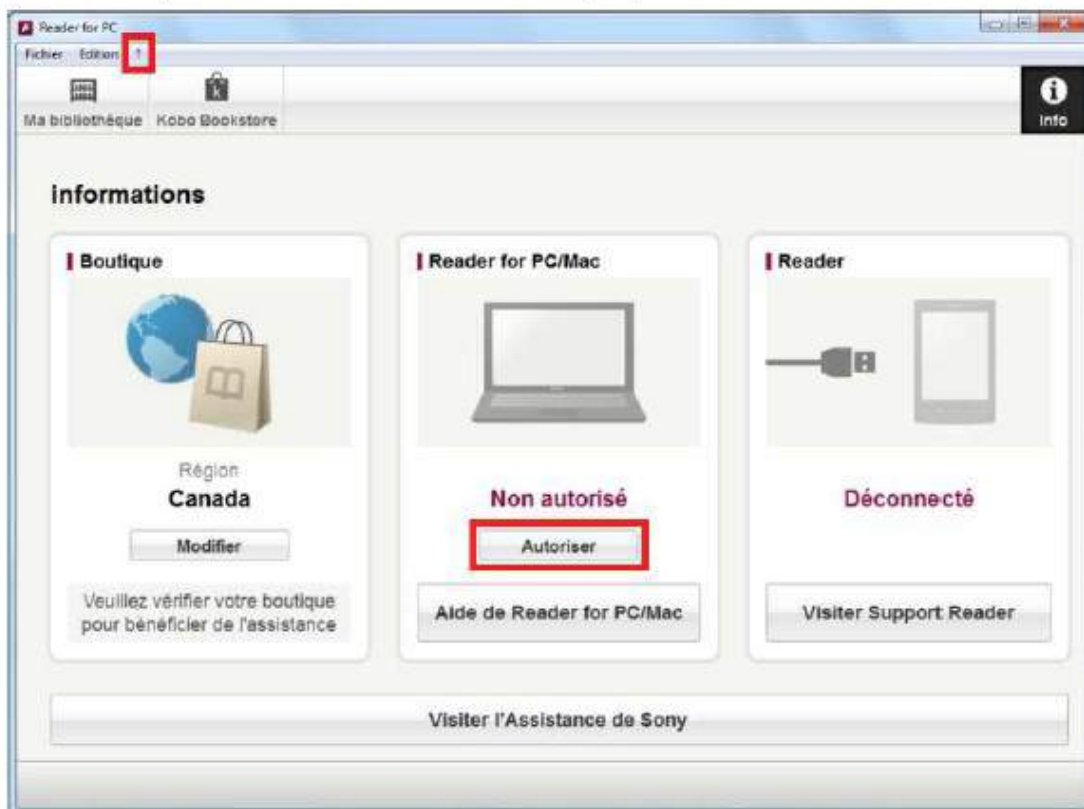 Reader for PC
Fichier Edition ?
Ma bibliothèque Kobo Bookstore
Info
informations
Boutique
Région
Canada
Modifier
Veuillez vérifier votre boutique
pour bénéficier de l'assistance
Reader for PC/Mac
Non autorisé
Autoriser
Aide de Reader for PC/Mac
Reader
Déconnecté
Visiter Support Reader
Visiter l'Assistance de Sony